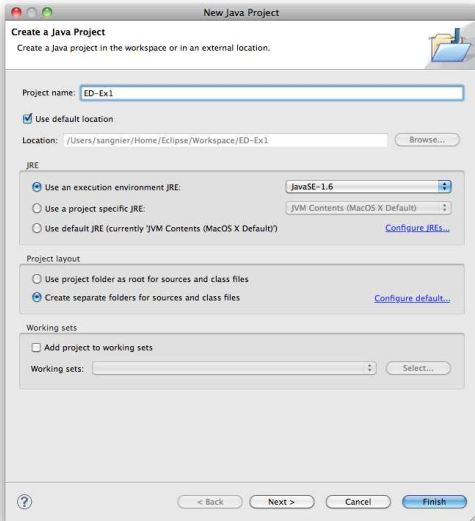 New Java Project
Create a Java Project
Create a Java project in the workspace or in an external location.
Project name: ED-Ex1
Use default location
Location: /Users/sangnier/Home/Eclipse/Workspace/ED-Ex1 Browse...
JRE
Use an execution environment JRE: JavaSE-1.6
Use a project specific JRE: JVM Contents (MacOS X Default)
Use default JRE (currently 'JVM Contents (MacOS X Default)') Configure JREs...
Project layout
Use project folder as root for sources and class files
Create separate folders for sources and class files Configure default...
Working sets
Add project to working sets
Working sets: Select...
? < Back Next > Cancel Finish